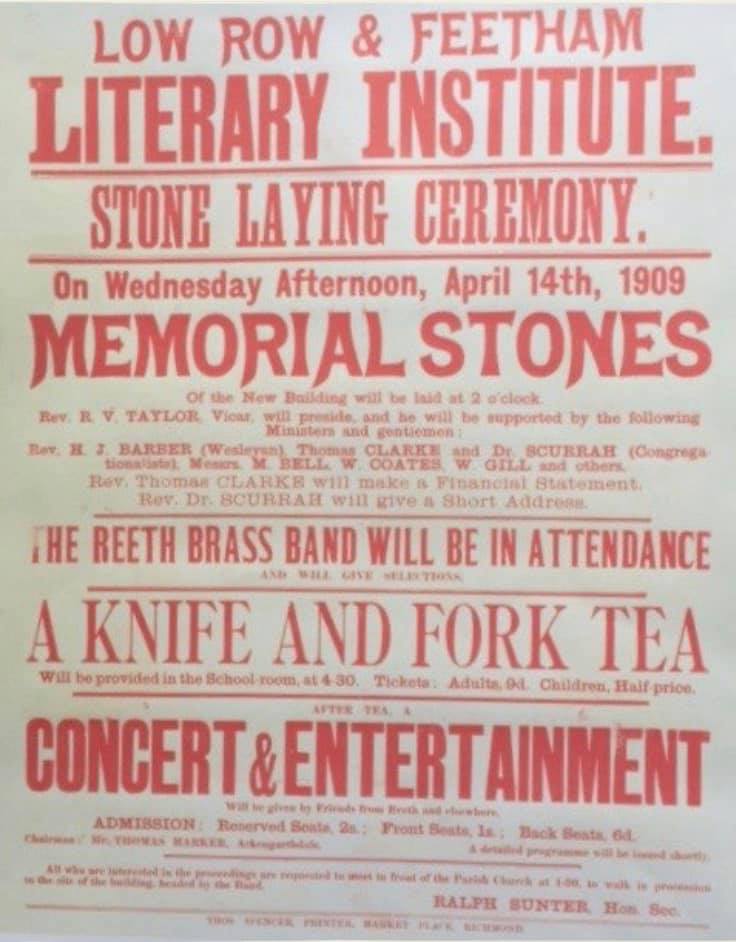 LOW ROW & FEETHAM
LITERARY INSTITUTE.
STONE LAYING CEREMONY.
On Wednesday Afternoon, April 14th, 1909
MEMORIAL STONES
Of the New Building will be laid at 2 o'clock.
Rev. R. V. TAYLOR, Vicar, will preside, and he will be supported by the following
Ministers and gentlemen:
Rev. H. J. BARBER (Wesleyan), Thomas CLARKE and Dr. SCURRAH (Congrega-
tionalists), Messrs. M. BELL, W. COATES, W. GILL and others.
Rev. Thomas CLARKE will make a Financial Statement.
Rev. Dr. SCURRAH will give a Short Address.
THE REETH BRASS BAND WILL BE IN ATTENDANCE
AND WILL GIVE SELECTIONS.
A KNIFE AND FORK TEA
Will be provided in the School-room, at 4-30. Tickets: Adults, 9d. Children, Half-price.
AFTER TEA, A
CONCERT & ENTERTAINMENT
Will be given by Friends from Reeth and elsewhere.
ADMISSION: Reserved Seats, 2s.; Front Seats, 1s.; Back Seats, 6d.
Chairman: Mr. THOMAS HARKER, Arkengarthdale. A detailed programme will be issued shortly.
All who are interested in the proceedings are requested to meet in front of the Parish Church at 1-30, to walk in procession
to the site of the building, headed by the Band.
RALPH SUNTER, Hon. Sec.
THOS. SPENCER, PRINTER, MARKET PLACE, RICHMOND